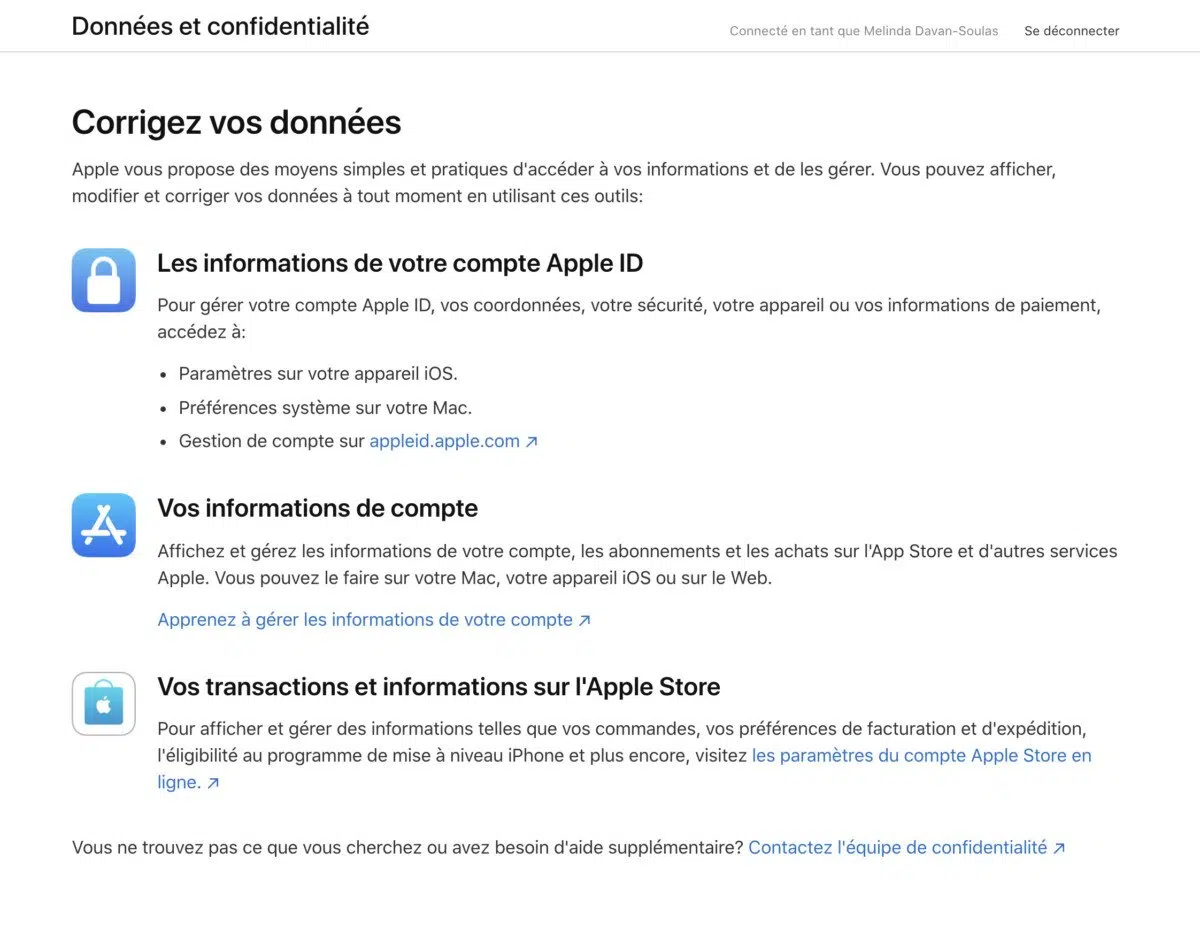 Données et confidentialité
Connecté en tant que Melinda Davan-Soulas
Se déconnecter
Corrigez vos données
Apple vous propose des moyens simples et pratiques d'accéder à vos informations et de les gérer. Vous pouvez afficher,
modifier et corriger vos données à tout moment en utilisant ces outils:
Les informations de votre compte Apple ID
Pour gérer votre compte Apple ID, vos coordonnées, votre sécurité, votre appareil ou vos informations de paiement,
accédez à:
• Paramètres sur votre appareil iOS.
• Préférences système sur votre Mac.
• Gestion de compte sur appleid.apple.com ↗
Vos informations de compte
Affichez et gérez les informations de votre compte, les abonnements et les achats sur l'App Store et d'autres services
Apple. Vous pouvez le faire sur votre Mac, votre appareil iOS ou sur le Web.
Apprenez à gérer les informations de votre compte ↗
Vos transactions et informations sur l'Apple Store
Pour afficher et gérer des informations telles que vos commandes, vos préférences de facturation et d'expédition,
l'éligibilité au programme de mise à niveau iPhone et plus encore, visitez les paramètres du compte Apple Store en
ligne. ↗
Vous ne trouvez pas ce que vous cherchez ou avez besoin d'aide supplémentaire? Contactez l'équipe de confidentialité ↗